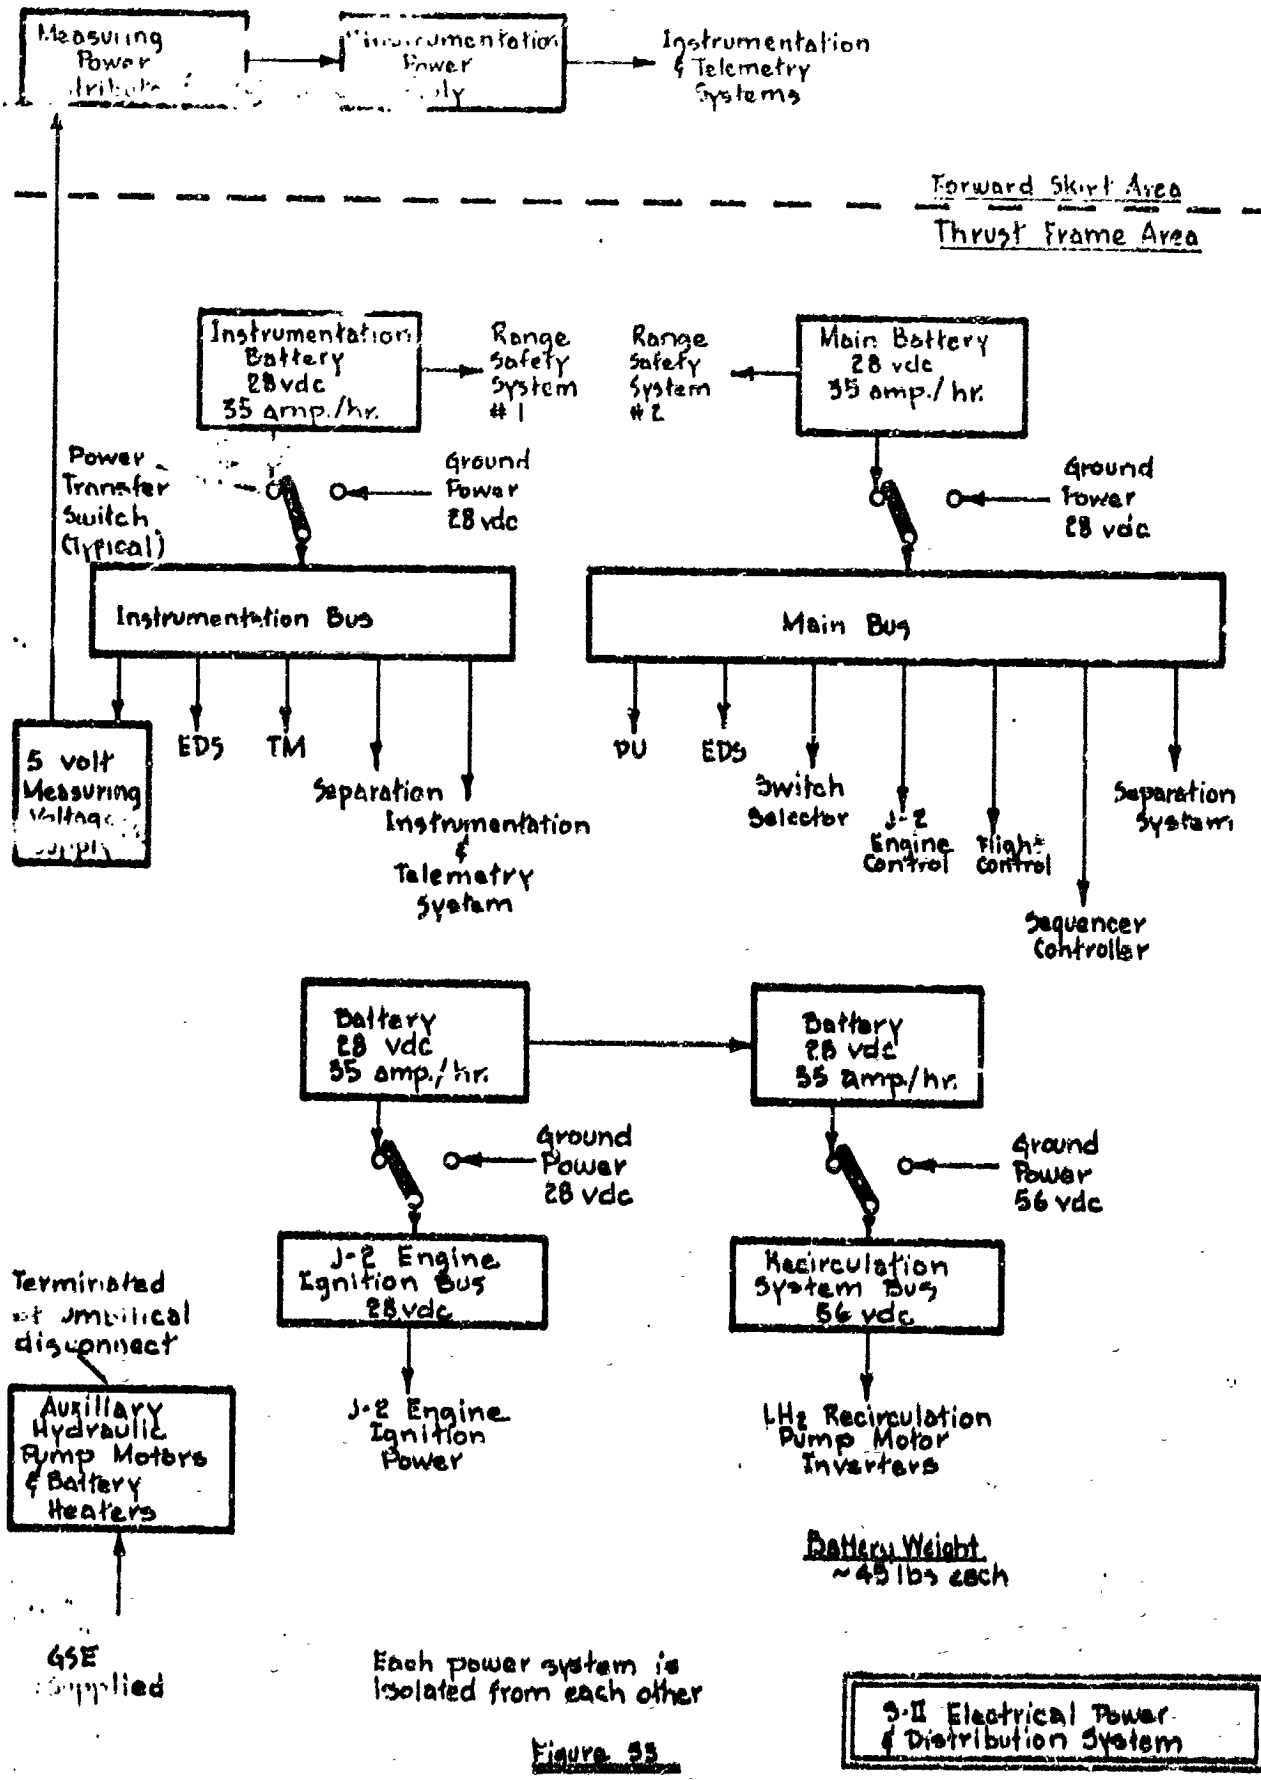 Measuring
Power
Instrumentation
Power
Instrumentation
& Telemetry
Systems
Forward Skirt Area
Thrust Frame Area
Instrumentation
Battery
28 vdc
35 amp./hr.
Range
Safety
System
#1
Range
Safety
System
#2
Main Battery
28 vdc
35 amp./hr.
Power
Transfer
Switch
(Typical)
Ground
Power
28 vdc
Ground
Power
28 vdc
Instrumentation Bus
Main Bus
5 volt
Measuring
Voltage
Supply
EDS
TM
Separation
Instrumentation
&
Telemetry
System
PU
EDS
Switch
Selector
J-2
Engine
Control
Flight
Control
Sequencer
Controller
Separation
System
Battery
28 vdc
35 amp./hr.
Battery
28 vdc
35 amp./hr.
Ground
Power
28 vdc
Ground
Power
56 vdc
J-2 Engine
Ignition Bus
28 vdc
Recirculation
System Bus
56 vdc
Terminated
at umbilical
disconnect
Auxillary
Hydraulic
Pump Motors
& Battery
Heaters
J-2 Engine
Ignition
Power
LH2 Recirculation
Pump Motor
Inverters
Battery Weight
~45 lbs each
GSE
Supplied
Each power system is
isolated from each other
S-II Electrical Power
& Distribution System
Figure 33